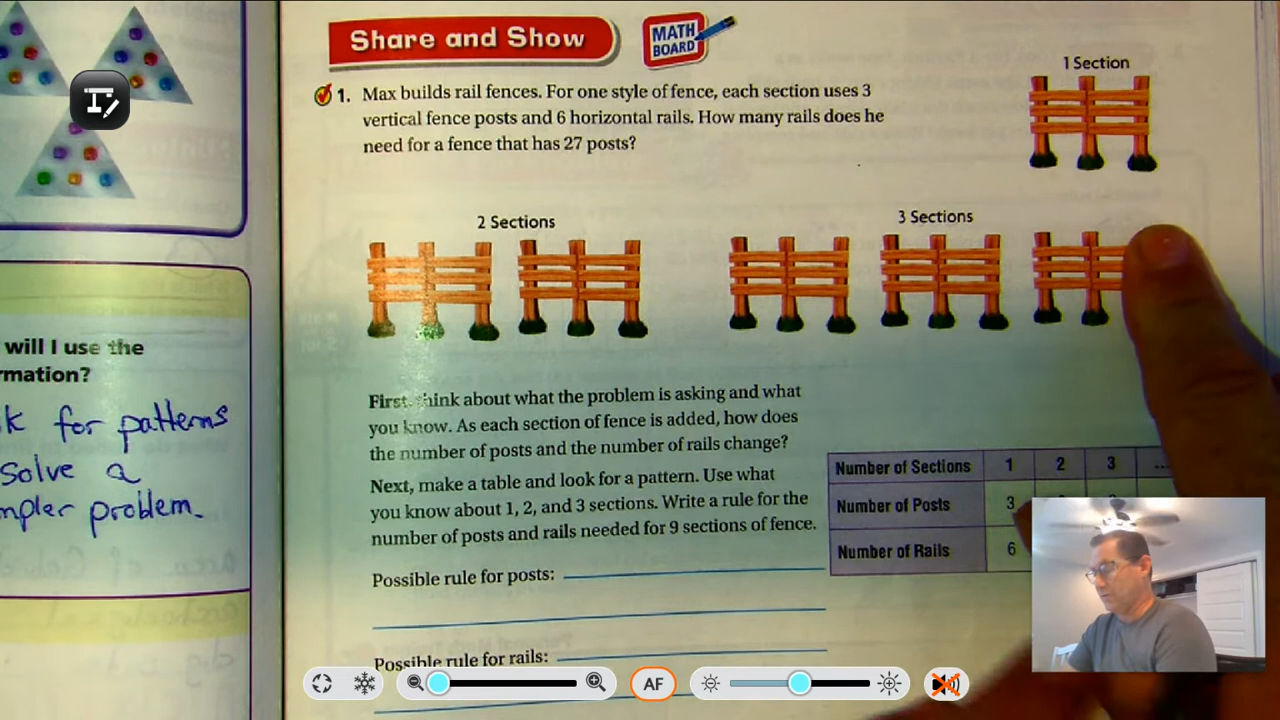 Share and Show
MATH
BOARD
1 Section
1. Max builds rail fences. For one style of fence, each section uses 3
vertical fence posts and 6 horizontal rails. How many rails does he
need for a fence that has 27 posts?
2 Sections
3 Sections
will I use the
rmation?
k for patterns
solve a
mpler problem.
First, think about what the problem is asking and what
you know. As each section of fence is added, how does
the number of posts and the number of rails change?
Next, make a table and look for a pattern. Use what
you know about 1, 2, and 3 sections. Write a rule for the
number of posts and rails needed for 9 sections of fence.
Number of Sections 1 2 3 ...
Number of Posts 3
Number of Rails 6
Possible rule for posts:
Possible rule for rails:
AF